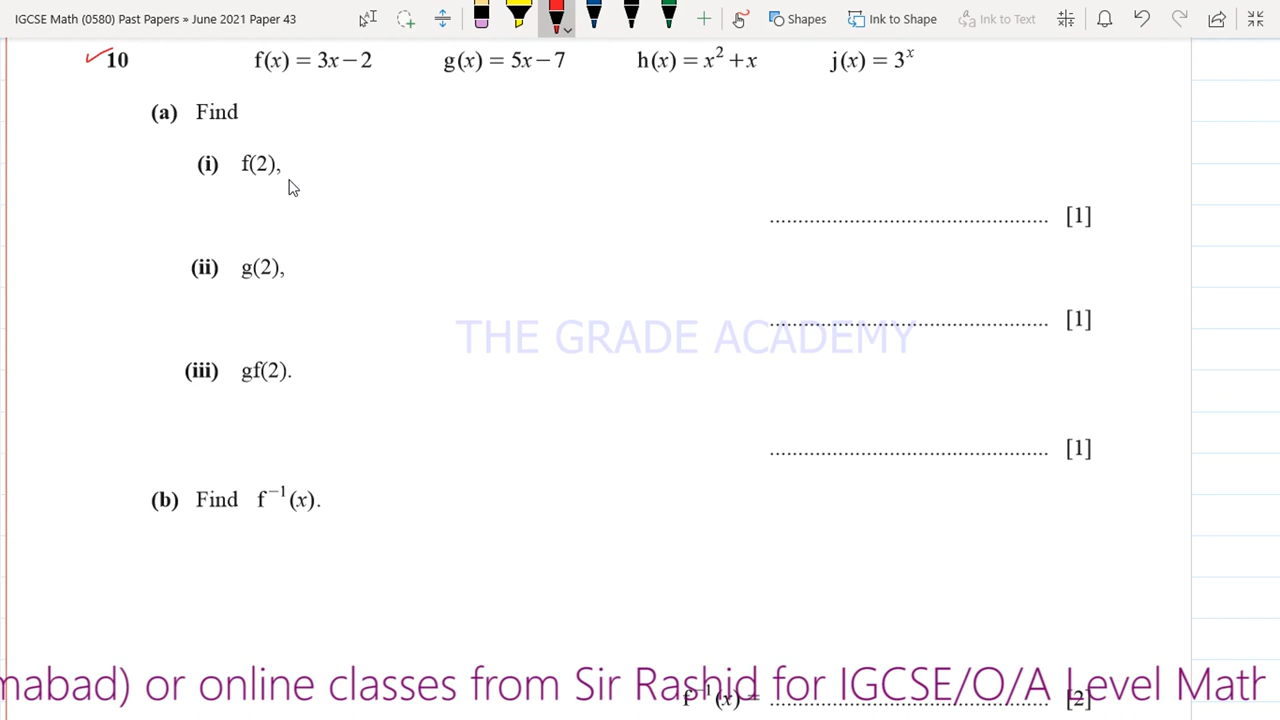 IGCSE Math (0580) Past Papers » June 2021 Paper 43
Shapes
Ink to Shape
Ink to Text
10 f(x) = 3x − 2 g(x) = 5x − 7 h(x) = x² + x j(x) = 3ˣ
(a) Find
(i) f(2),
.................................................. [1]
(ii) g(2),
.................................................. [1]
THE GRADE ACADEMY
(iii) gf(2).
.................................................. [1]
(b) Find f⁻¹(x).
mabad) or online classes from Sir Rashid for IGCSE/O/A Level Math
f⁻¹(x) = .................................................. [2]